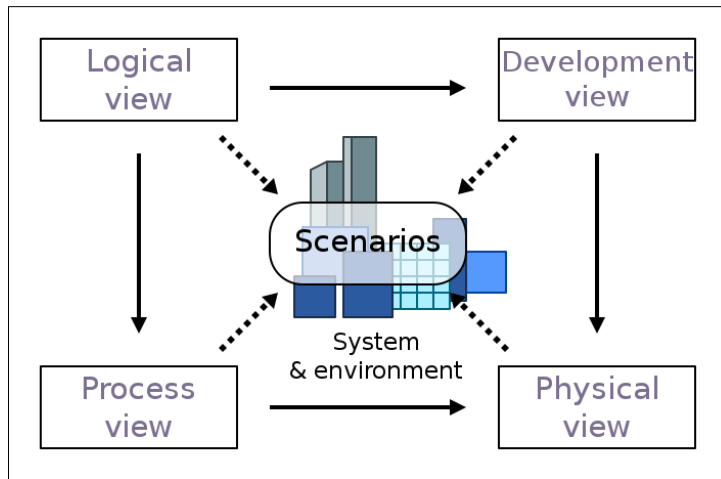 Logical
view
Development
view
Scenarios
System
& environment
Process
view
Physical
view